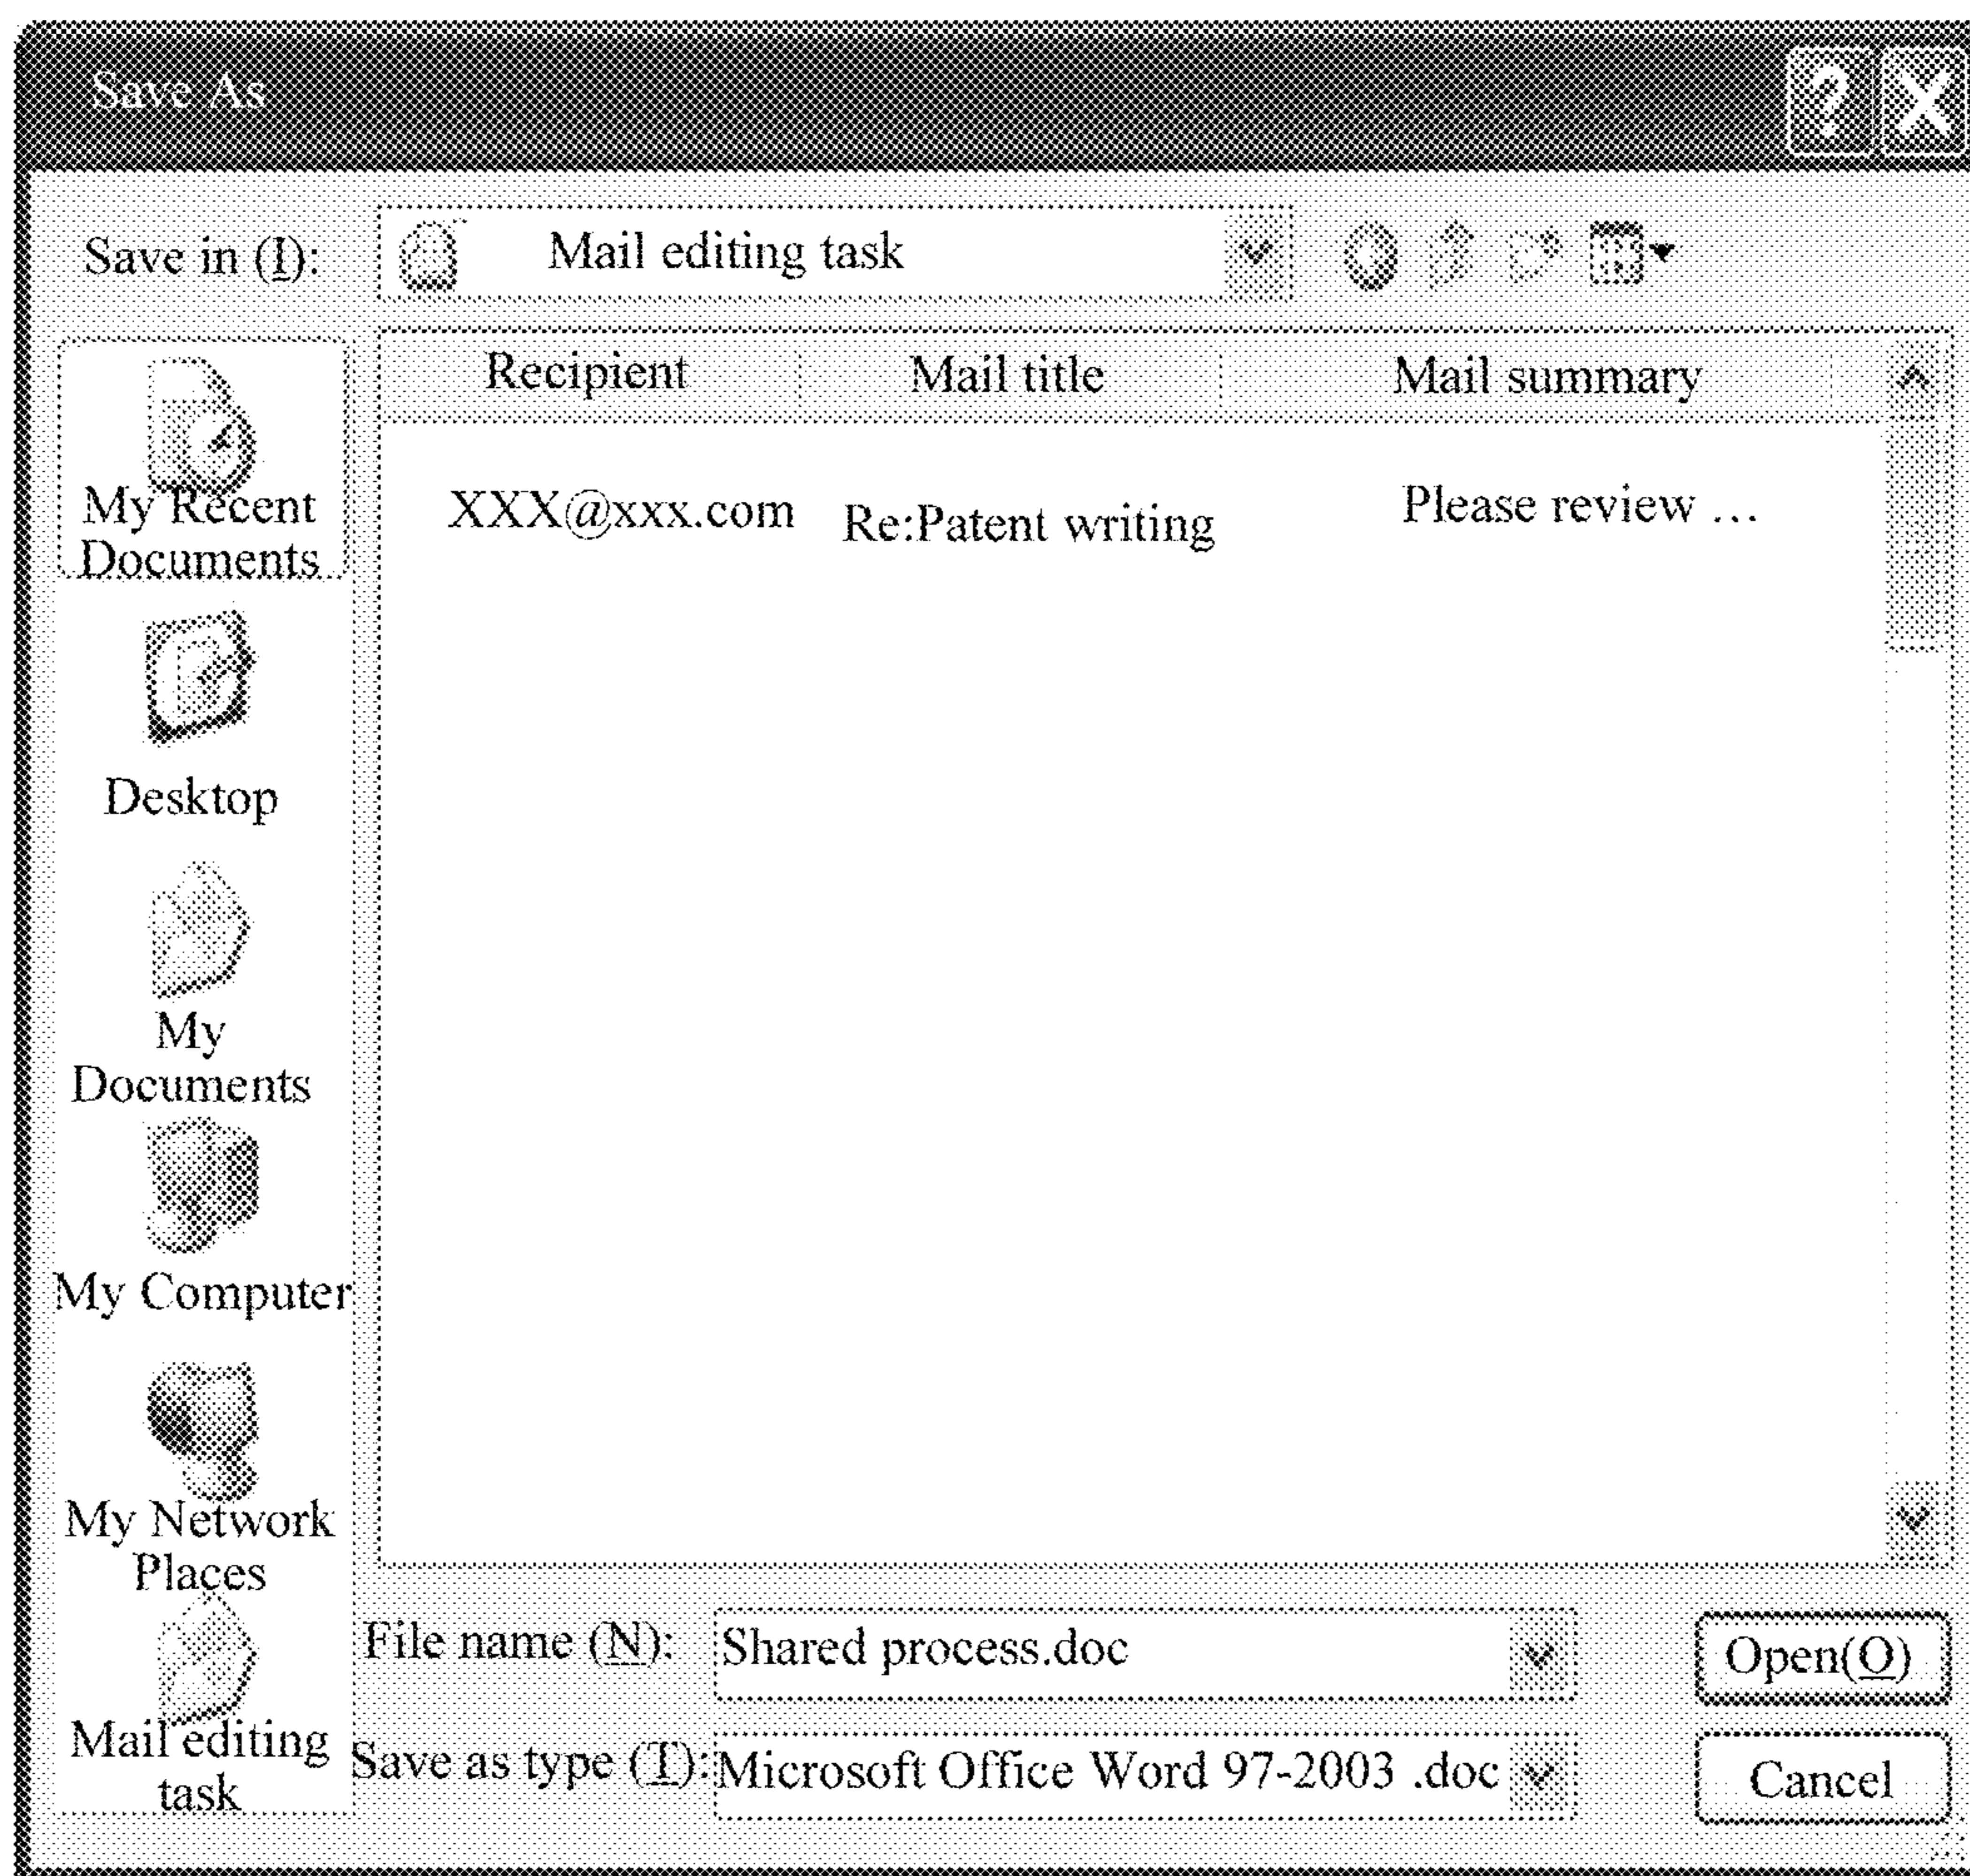 Save As
Save in (I):
Mail editing task
Recipient
Mail title
Mail summary
XXX@xxx.com
Re:Patent writing
Please review ...
My Recent
Documents
Desktop
My
Documents
My Computer
My Network
Places
Mail editing
task
File name (N):
Shared process.doc
Open(O)
Save as type (T):
Microsoft Office Word 97-2003 .doc
Cancel